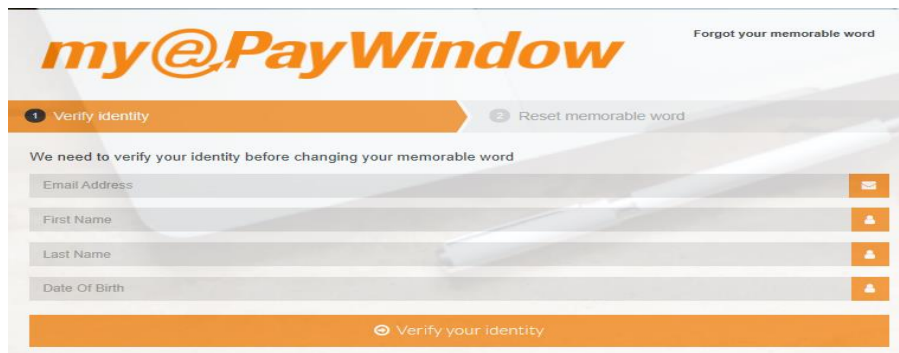 my@PayWindow
Forgot your memorable word
1 Verify identity
2 Reset memorable word
We need to verify your identity before changing your memorable word
Email Address
First Name
Last Name
Date Of Birth
Verify your identity